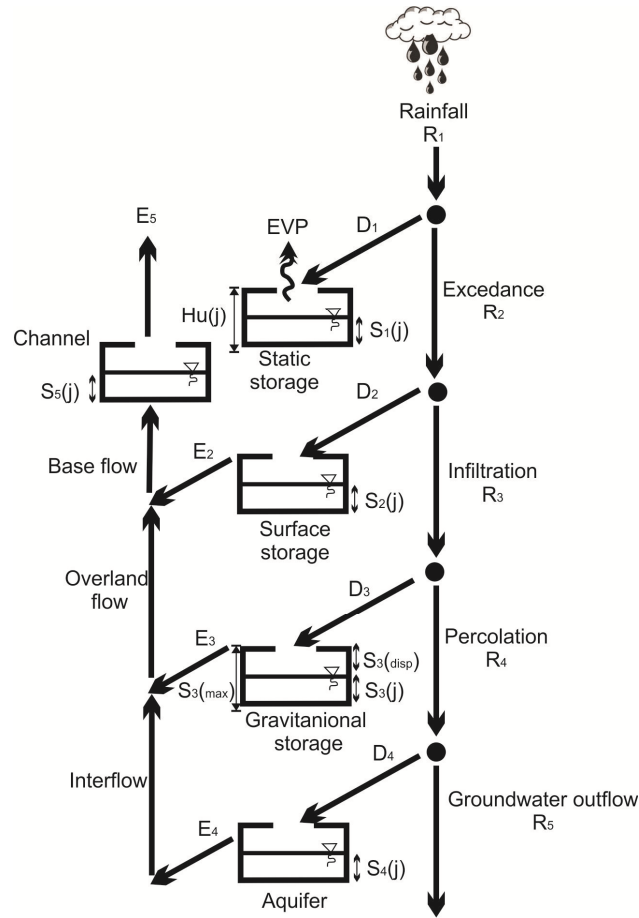 Rainfall
R1
E5
EVP
D1
Hu(j)
Excedance
R2
Channel
S1(j)
Static
storage
S5(j)
D2
E2
Base flow
Infiltration
R3
S2(j)
Surface
storage
Overland
flow
D3
E3
Percolation
R4
S3(disp)
S3(max)
S3(j)
Gravitanional
storage
D4
Interflow
Groundwater outflow
R5
E4
S4(j)
Aquifer